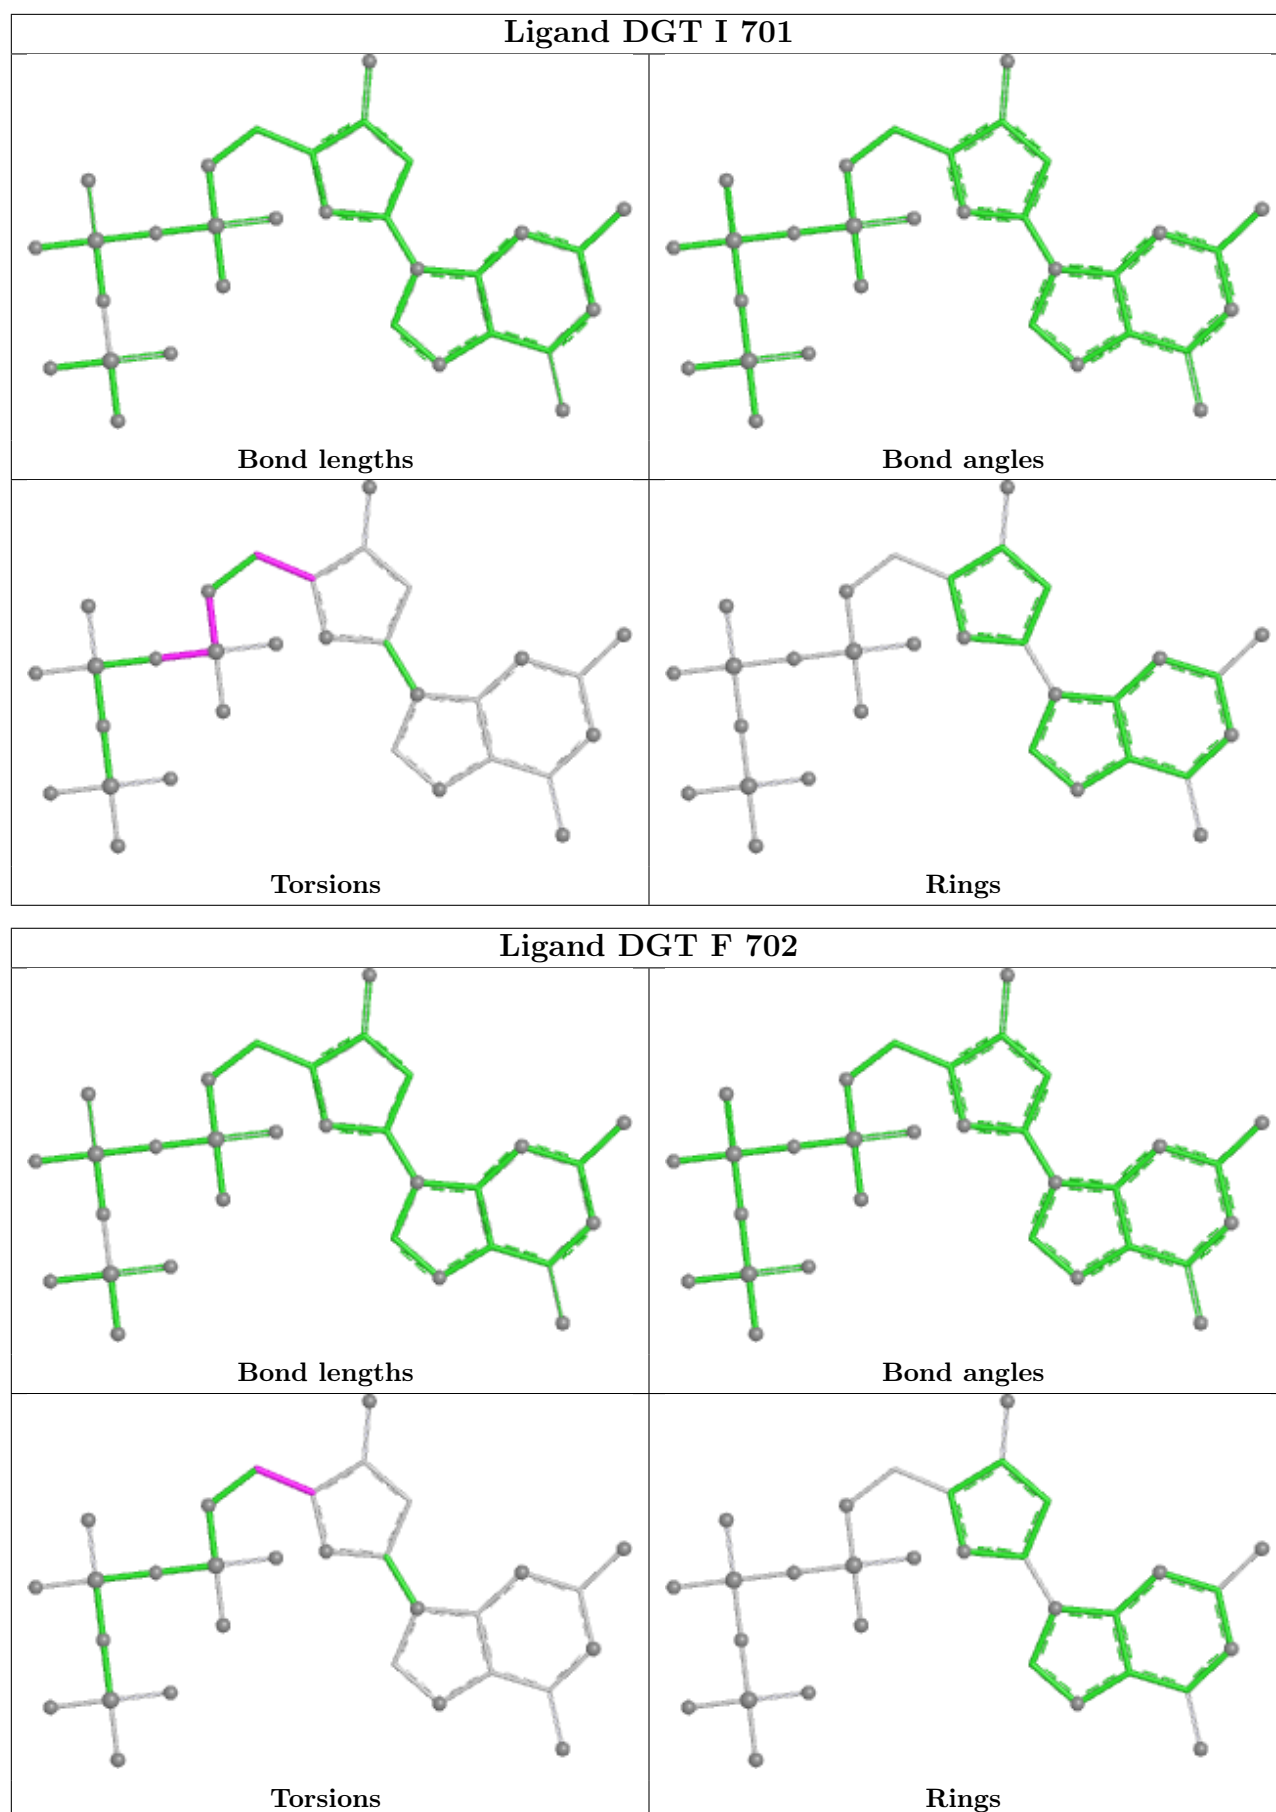 Ligand DGT I 701
Bond lengths
Bond angles
Torsions
Rings
Ligand DGT F 702
Bond lengths
Bond angles
Torsions
Rings